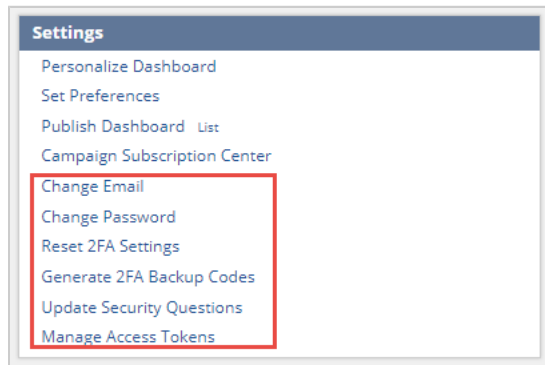 Settings
Personalize Dashboard
Set Preferences
Publish Dashboard List
Campaign Subscription Center
Change Email
Change Password
Reset 2FA Settings
Generate 2FA Backup Codes
Update Security Questions
Manage Access Tokens